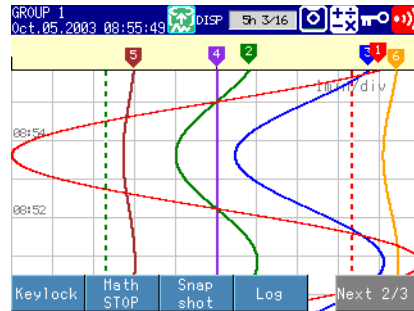 GROUP 1
Oct.05.2003 08:55:49 DISP 5h 3/16
5 4 2 3 1 6
1min/div
08:54
08:52
Keylock Math STOP Snap shot Log Next 2/3